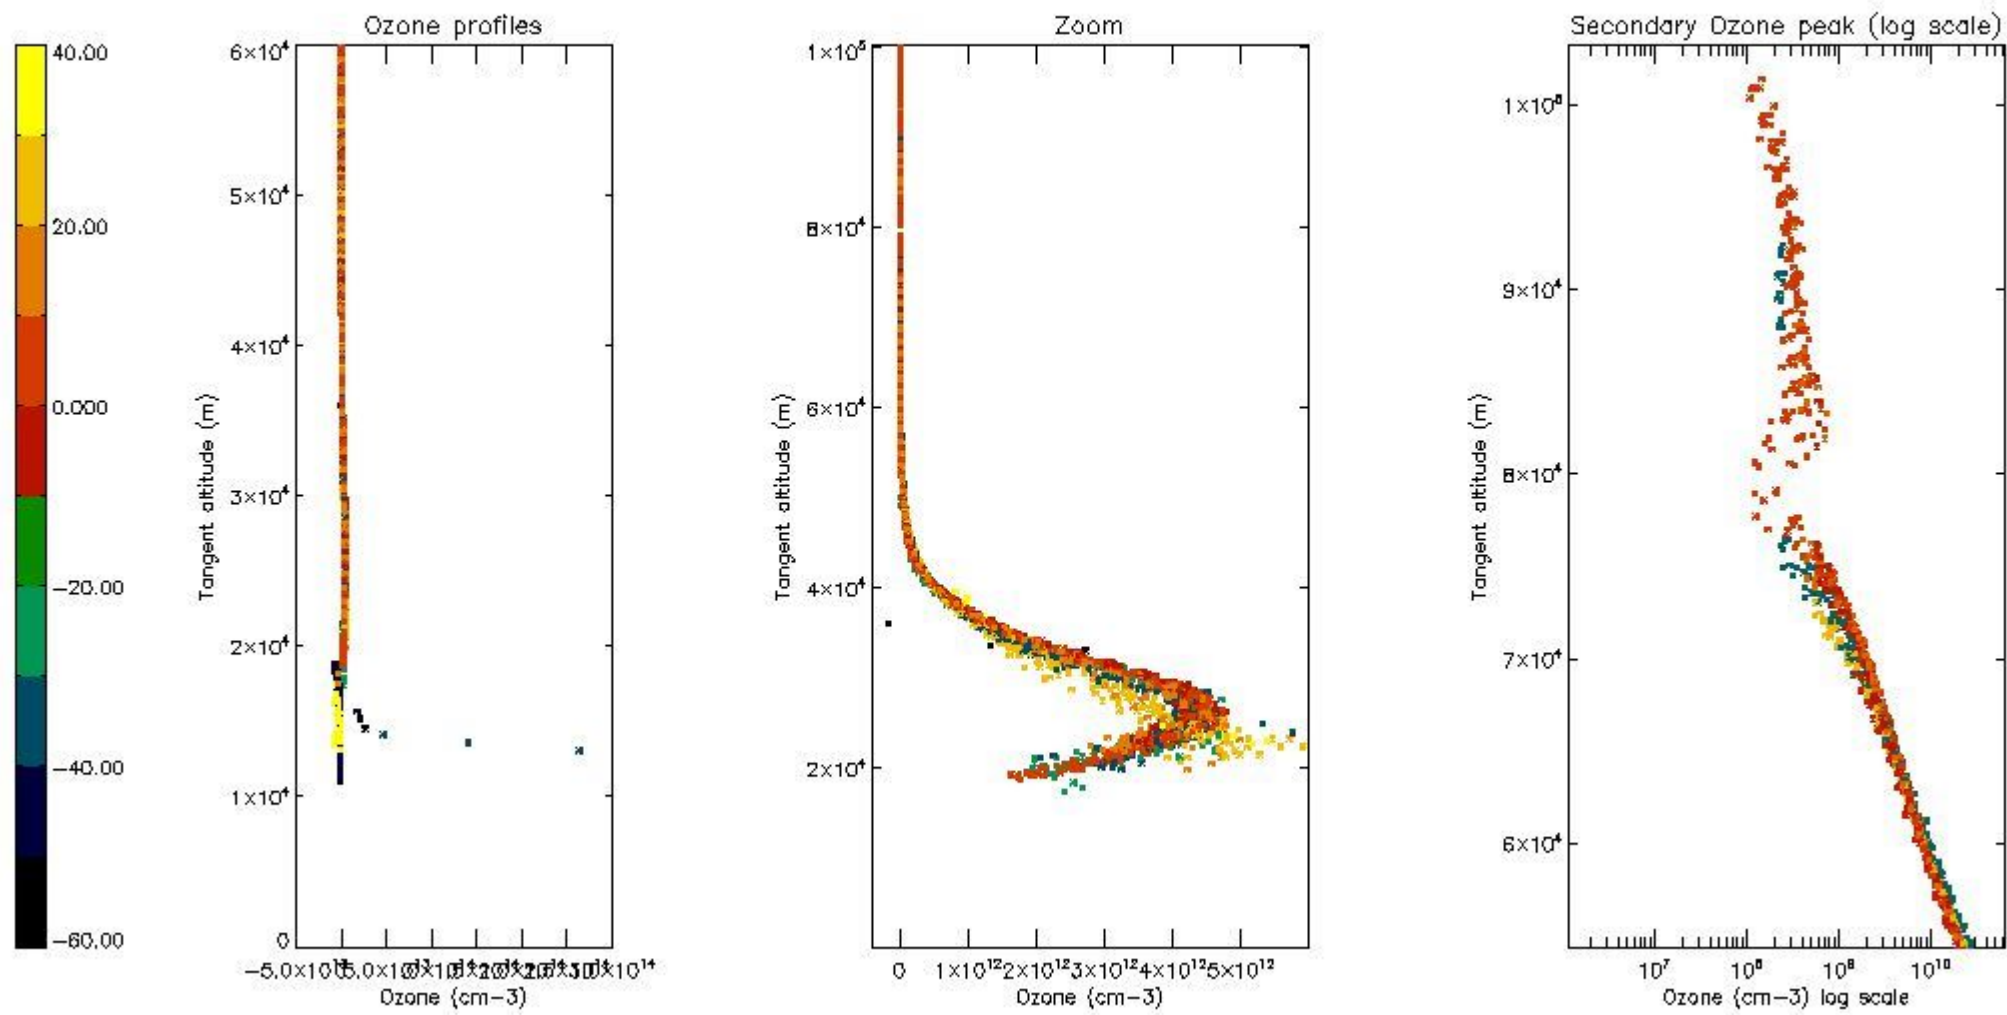 Ozone profiles
Zoom
Secondary Ozone peak (log scale)
40.00
20.00
0.000
−20.00
−40.00
−60.00
6×10⁴
5×10⁴
4×10⁴
3×10⁴
2×10⁴
1×10⁴
0
Tangent altitude (m)
Ozone (cm−3)
1×10⁵
8×10⁴
6×10⁴
4×10⁴
2×10⁴
Tangent altitude (m)
0 1×10¹² 2×10¹² 3×10¹² 4×10¹² 5×10¹²
Ozone (cm−3)
1×10⁵
9×10⁴
8×10⁴
7×10⁴
6×10⁴
Tangent altitude (m)
10⁷ 10⁸ 10⁹ 10¹⁰
Ozone (cm−3) log scale